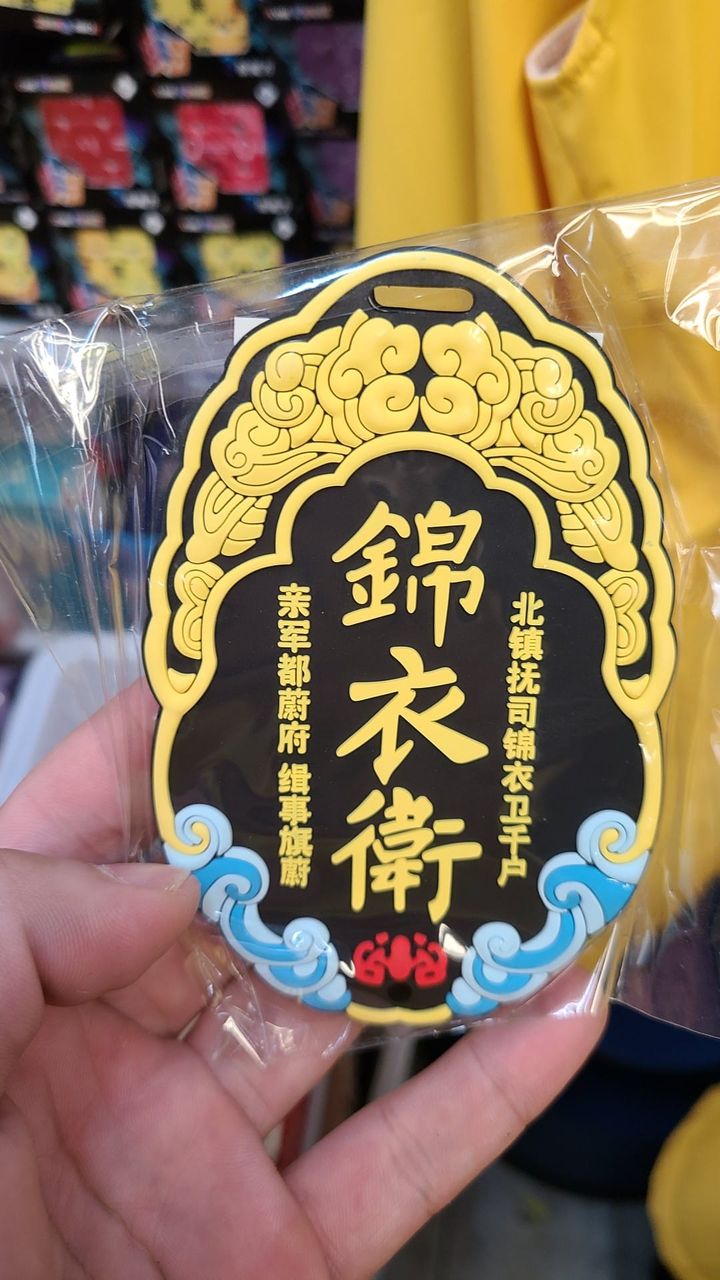 錦衣衛
北镇抚司锦衣卫千户
亲军都蔚府 缉事旗蔚